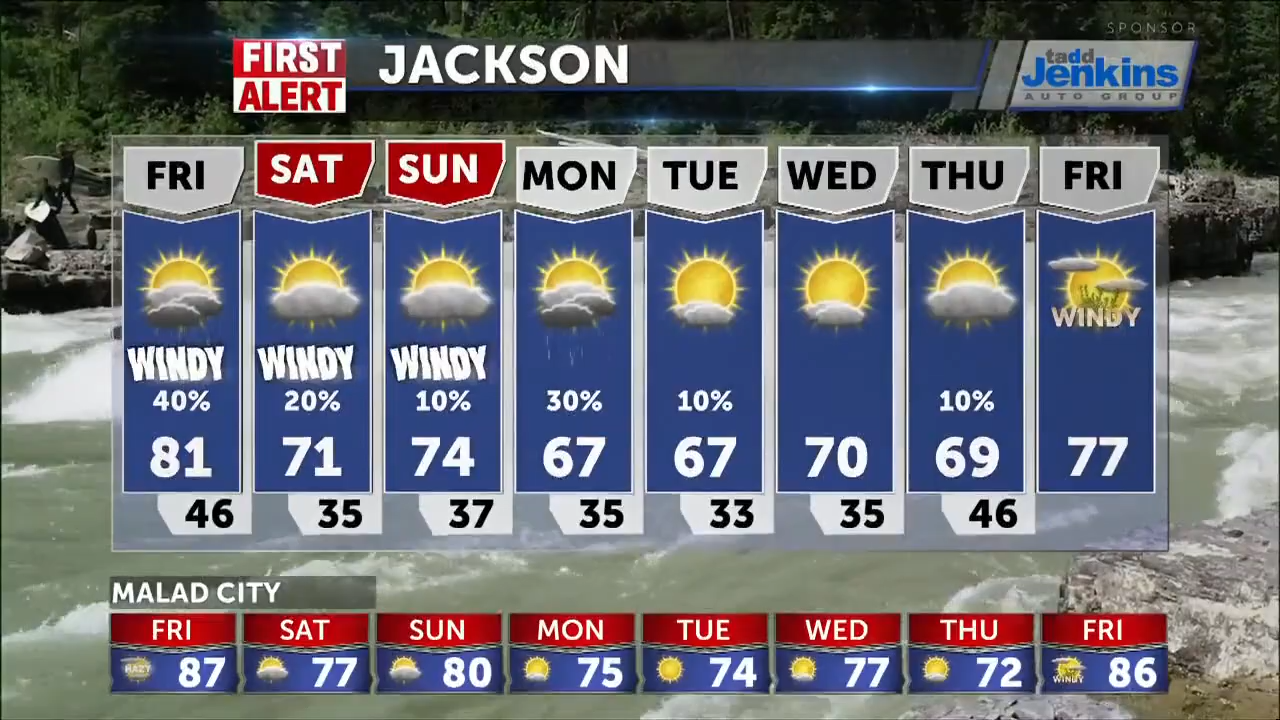 SPONSOR
FIRST ALERT
JACKSON
tadd Jenkins
AUTO GROUP
FRI SAT SUN MON TUE WED THU FRI
WINDY WINDY WINDY WINDY
40% 20% 10% 30% 10% 10%
81 71 74 67 67 70 69 77
46 35 37 35 33 35 46
MALAD CITY
FRI SAT SUN MON TUE WED THU FRI
HAZY 87 77 80 75 74 77 72 WINDY 86